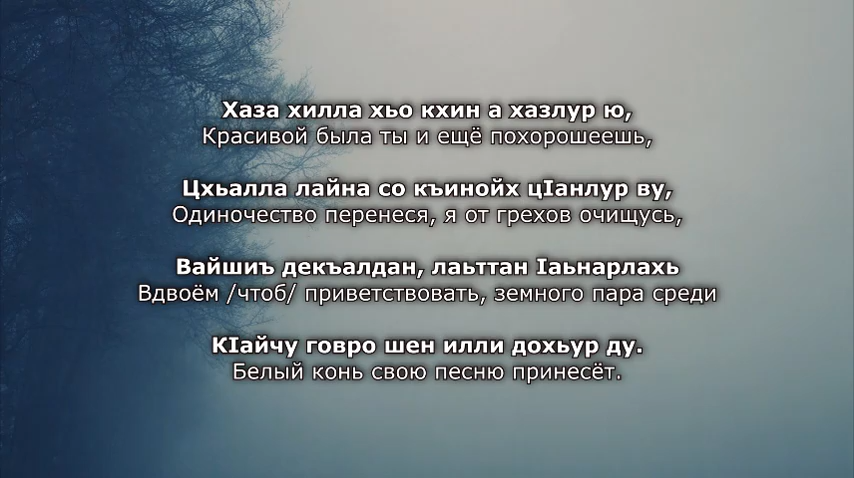 Хаза хилла хьо кхин а хазлур ю,
Красивой была ты и ещё похорошеешь,
Цхьалла лайна со къинойх цӀанлур ву,
Одиночество перенеся, я от грехов очищусь,
Вайшиъ декъалдан, лаьттан Ӏаьнарлахь
Вдвоём /чтоб/ приветствовать, земного пара среди
КӀайчу говро шен илли дохьур ду.
Белый конь свою песню принесёт.